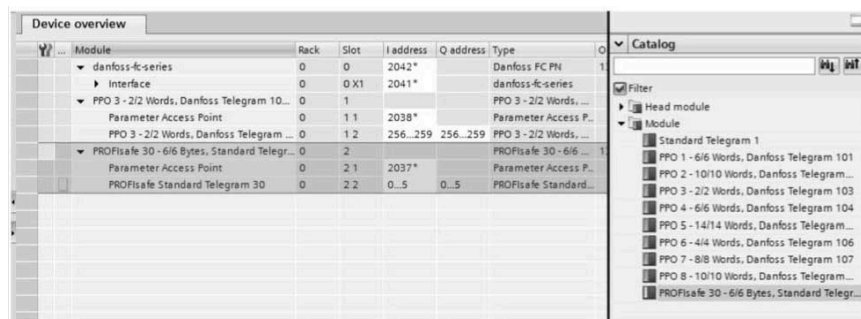 Device overview
... Module Rack Slot I address Q address Type
danfoss-fc-series 0 0 2042* Danfoss FC PN
Interface 0 0 X1 2041* danfoss-fc-series
PPO 3 - 2/2 Words, Danfoss Telegram 10... 0 1 PPO 3 - 2/2 Words, ...
Parameter Access Point 0 1 1 2038* Parameter Access P...
PPO 3 - 2/2 Words, Danfoss Telegram ... 0 1 2 256...259 256...259 PPO 3 - 2/2 Words, ...
PROFIsafe 30 - 6/6 Bytes, Standard Telegr... 0 2 PROFIsafe 30 - 6/6 ...
Parameter Access Point 0 2 1 2037* Parameter Access P...
PROFIsafe Standard Telegram 30 0 2 2 0...5 0...5 PROFIsafe Standard...
Catalog
Filter
Head module
Module
Standard Telegram 1
PPO 1 - 6/6 Words, Danfoss Telegram 101
PPO 2 - 10/10 Words, Danfoss Telegram...
PPO 3 - 2/2 Words, Danfoss Telegram 103
PPO 4 - 6/6 Words, Danfoss Telegram 104
PPO 5 - 14/14 Words, Danfoss Telegram...
PPO 6 - 4/4 Words, Danfoss Telegram 106
PPO 7 - 8/8 Words, Danfoss Telegram 107
PPO 8 - 10/10 Words, Danfoss Telegram...
PROFIsafe 30 - 6/6 Bytes, Standard Telegr...